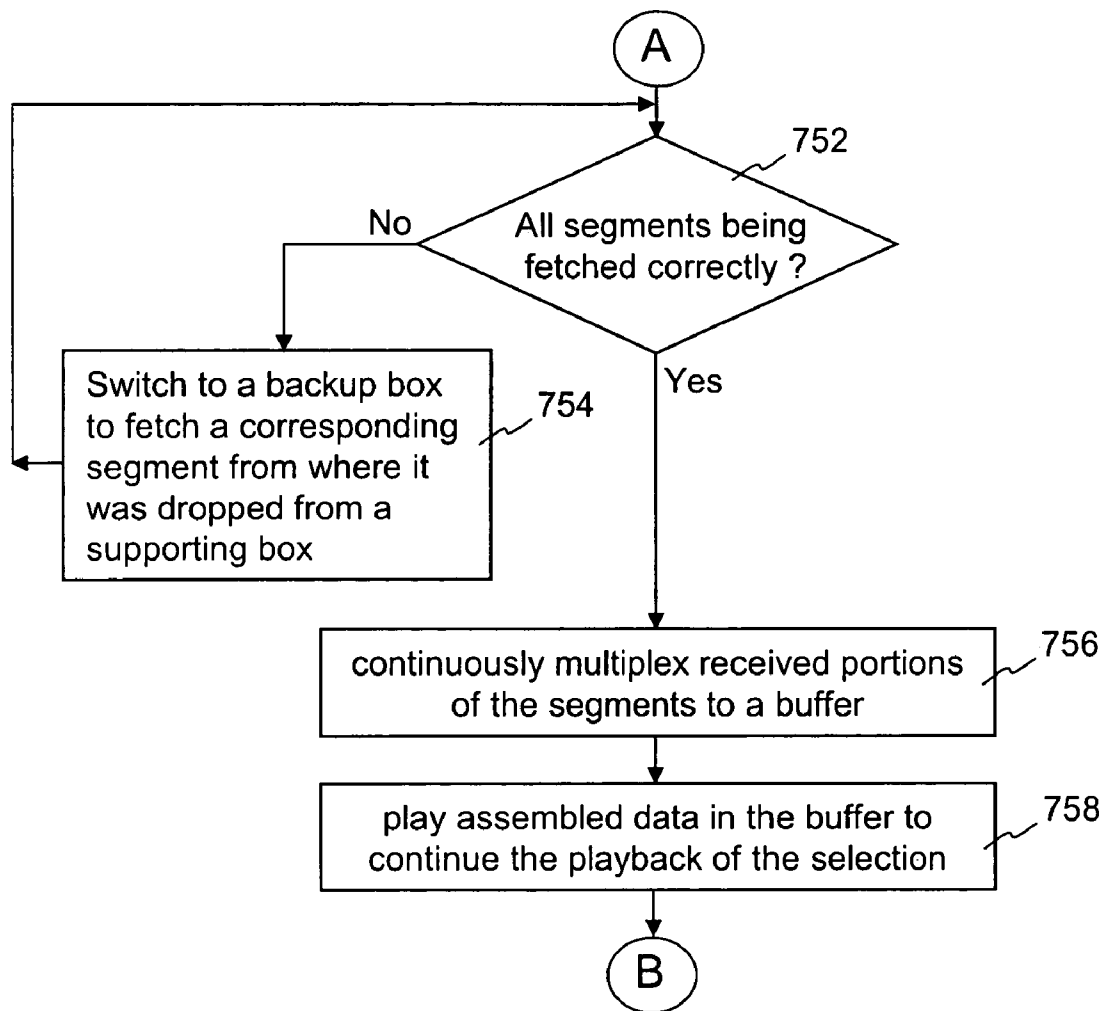 A
752
No
All segments being
fetched correctly ?
Yes
Switch to a backup box
to fetch a corresponding
segment from where it
was dropped from a
supporting box
754
continuously multiplex received portions
of the segments to a buffer
756
play assembled data in the buffer to
continue the playback of the selection
758
B